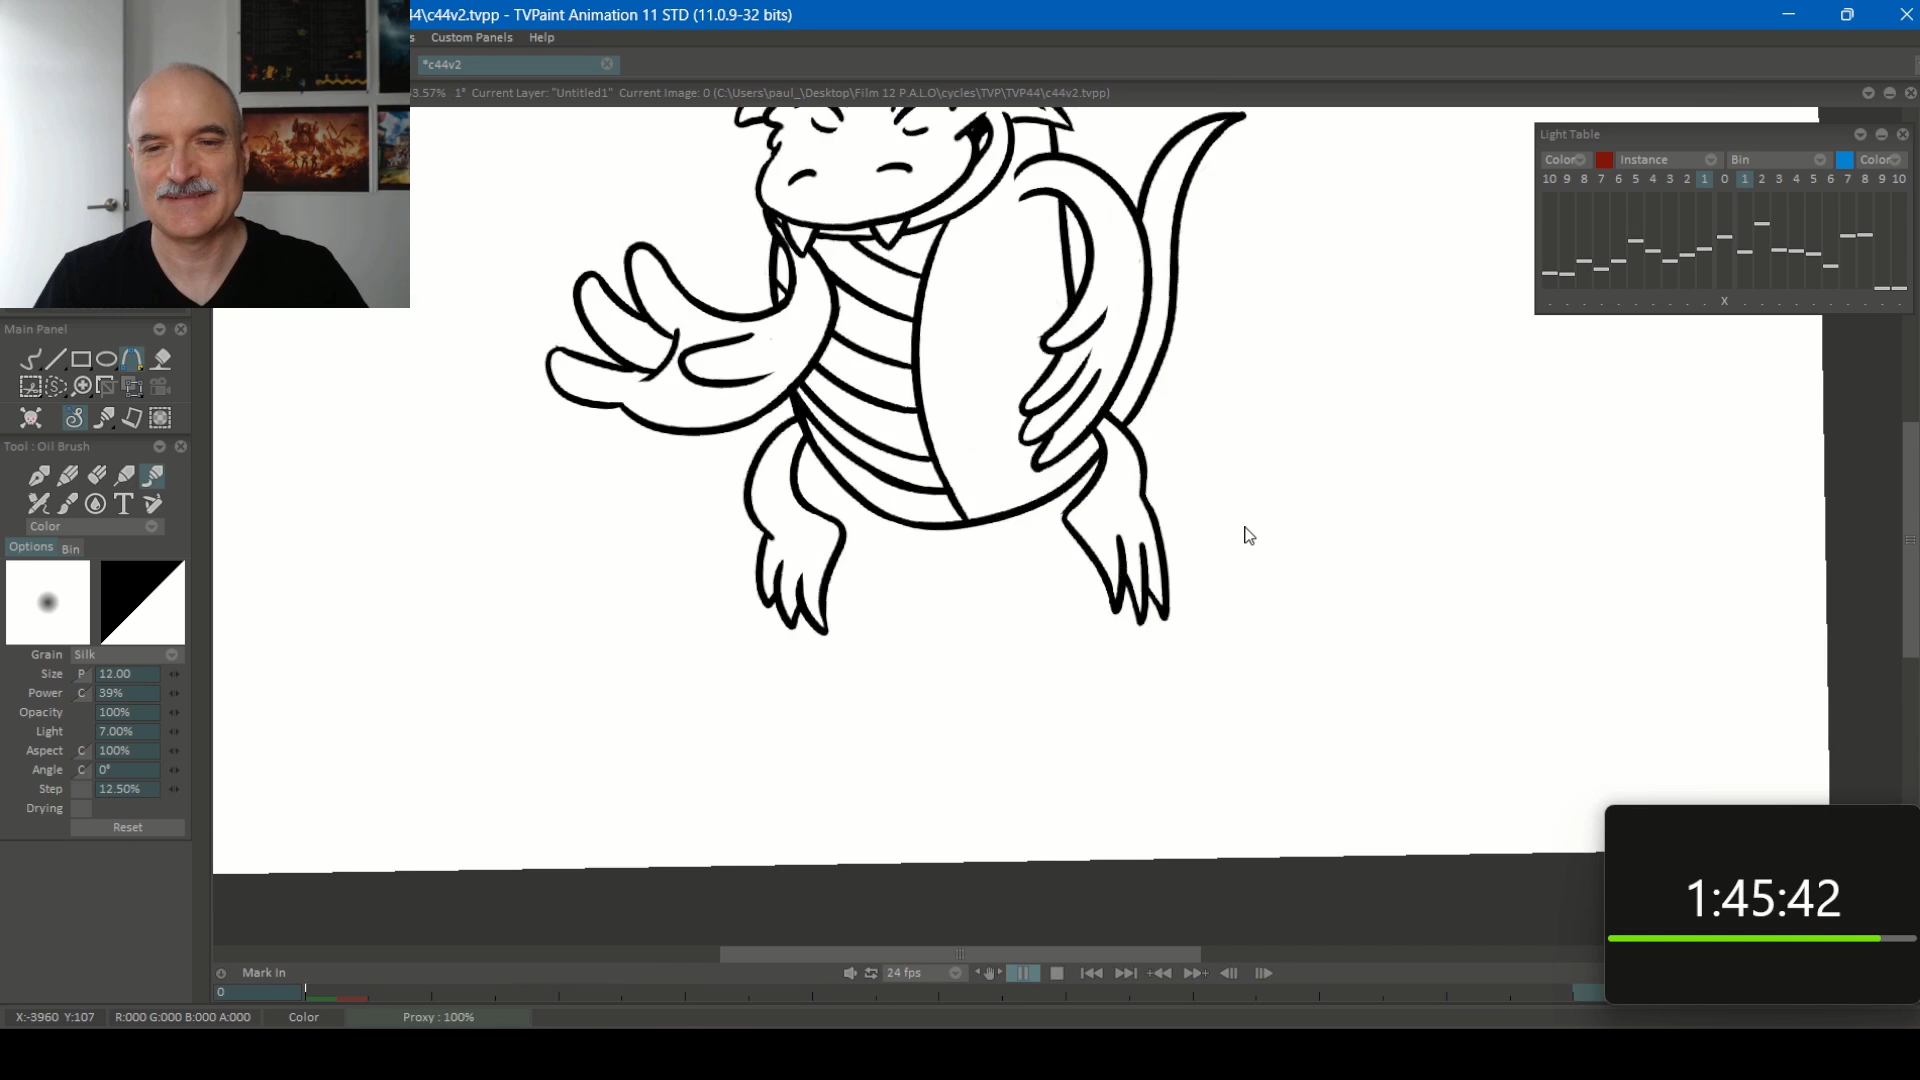 44\c44v2.tvpp - TVPaint Animation 11 STD (11.0.9-32 bits)
s Custom Panels Help
*c44v2
3.57% 1° Current Layer: "Untitled1" Current Image: 0 (C:\Users\paul_\Desktop\Film 12 P.A.L.O\cycles\TVP\TVP44\c44v2.tvpp)
Light Table
Color Instance Bin Color
10 9 8 7 6 5 4 3 2 1 0 1 2 3 4 5 6 7 8 9 10
X
Main Panel
Tool : Oil Brush
Color
Options Bin
Grain Silk
Size P 12.00
Power C 39%
Opacity 100%
Light 7.00%
Aspect C 100%
Angle C 0°
Step 12.50%
Drying
Reset
1:45:42
Mark In 24 fps
0
X:-3960 Y:107 R:000 G:000 B:000 A:000 Color Proxy : 100%